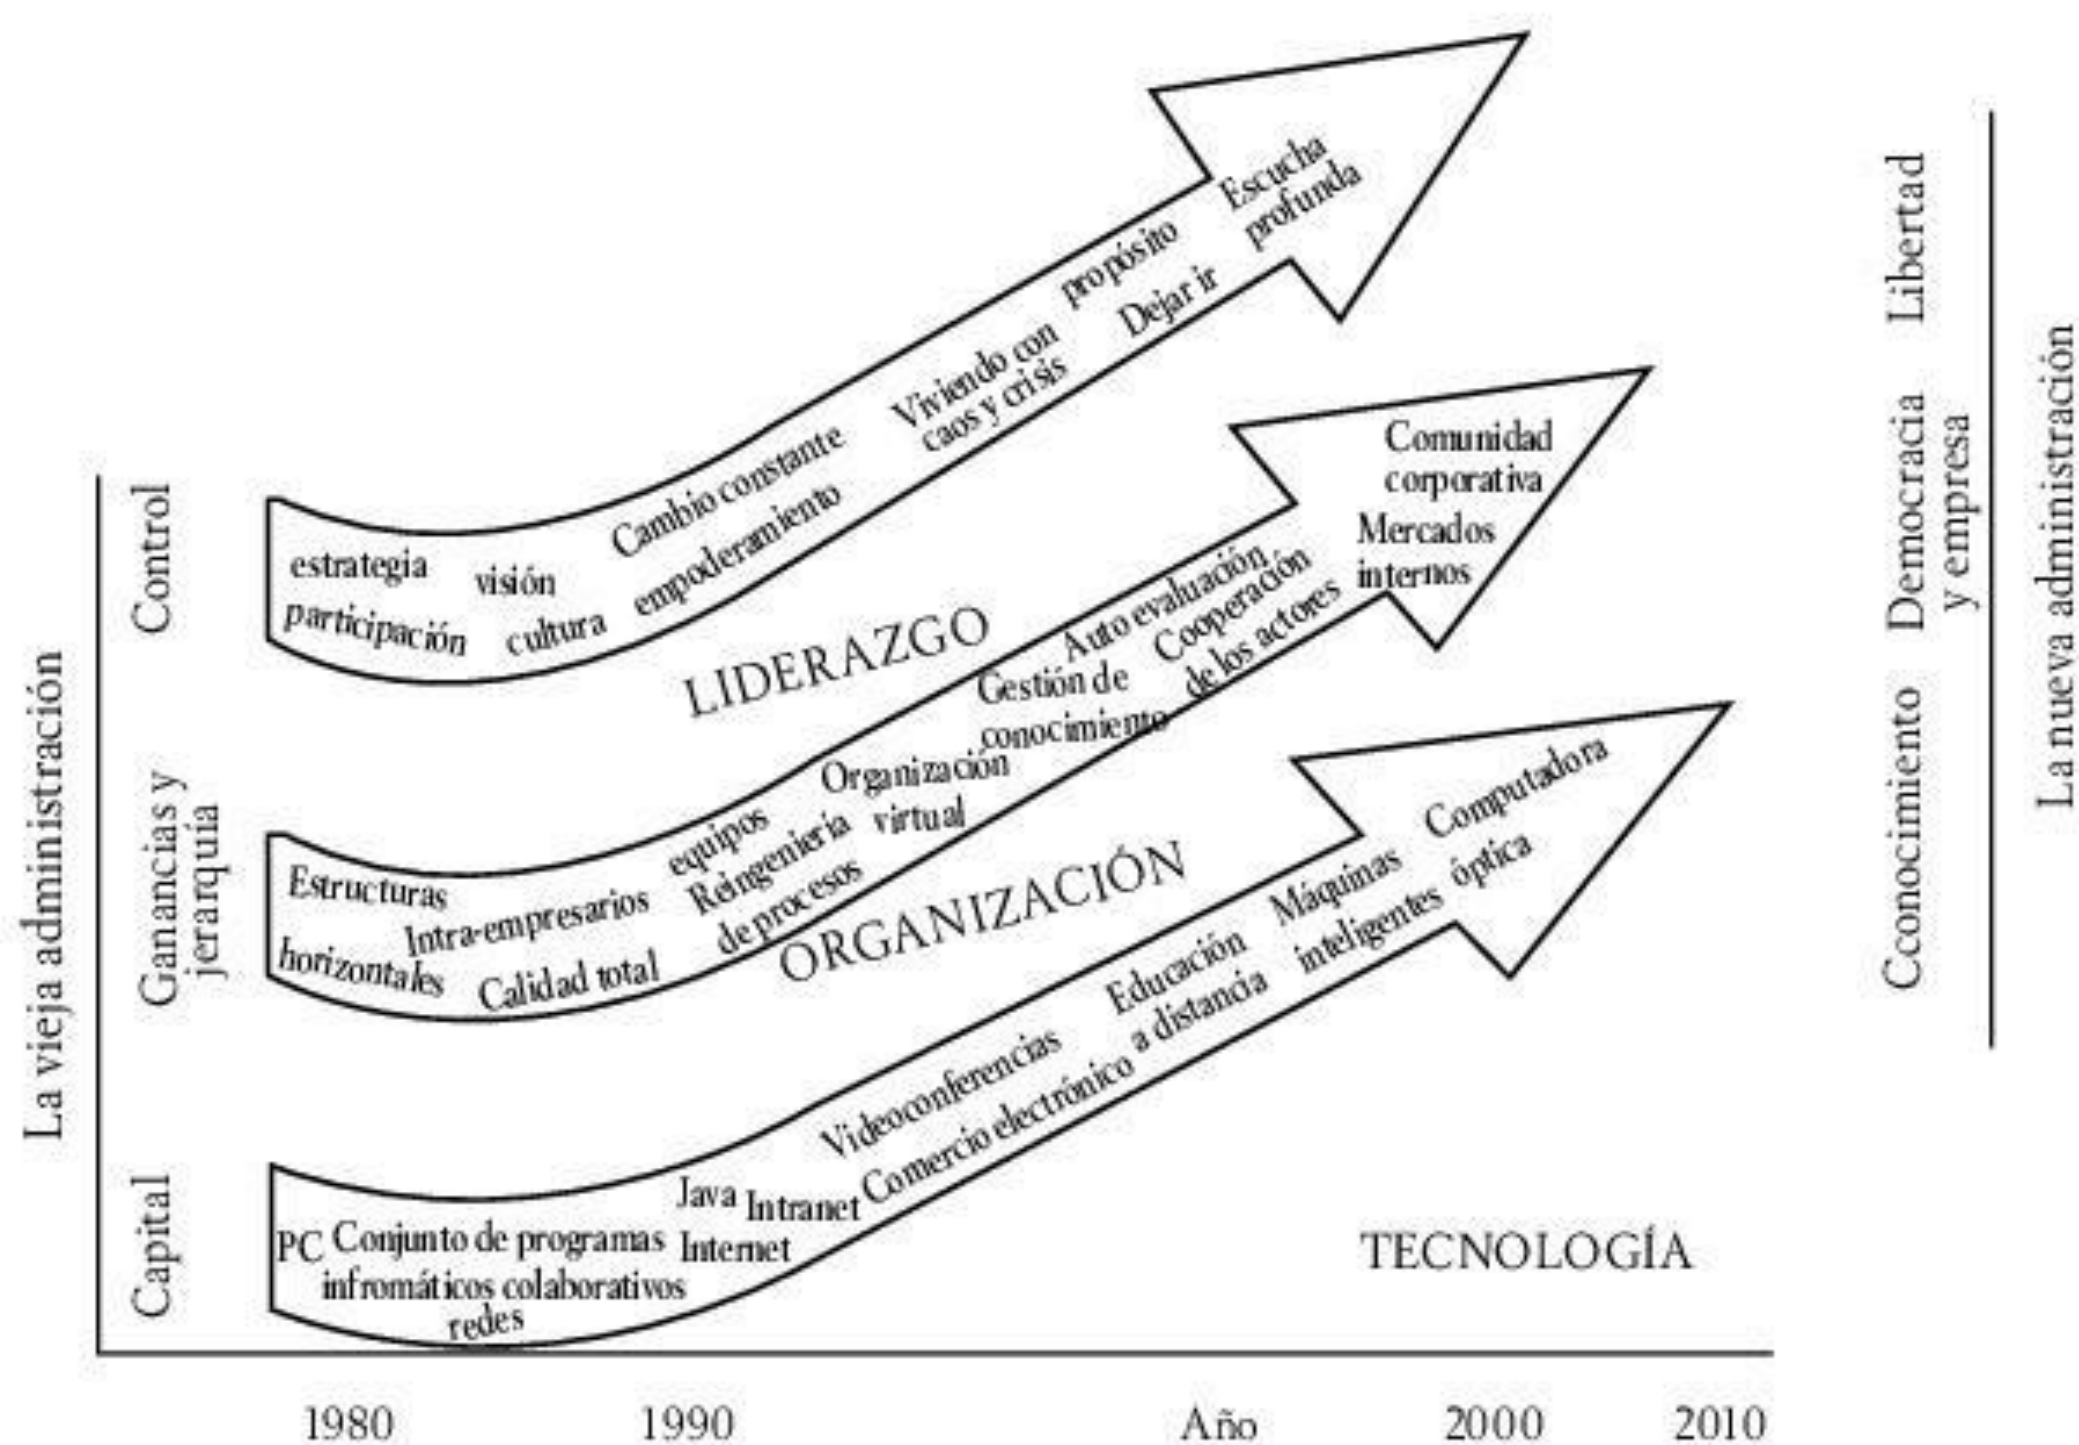 La vieja administración
Control
Ganancias y
jerarquía
Capital
estrategia
participación
visión
cultura
Cambio constante
empoderamiento
Viviendo con
caos y crisis
propósito
Dejar ir
Escucha
profunda
LIDERAZGO
Estructuras
horizontales
Intra-empresarios
Calidad total
equipos
Reingeniería
de procesos
Organización
virtual
Gestión de
conocimiento
Auto evaluación
Cooperación
de los actores
Mercados
internos
Comunidad
corporativa
ORGANIZACIÓN
PC Conjunto de programas
infromáticos colaborativos
redes
Java
Internet
Intranet
Videoconferencias
Comercio electrónico
Educación
a distancia
Máquinas
inteligentes
Computadora
óptica
TECNOLOGÍA
Libertad
Democracia
y empresa
Cconocimiento
La nueva administración
1980
1990
Año
2000
2010